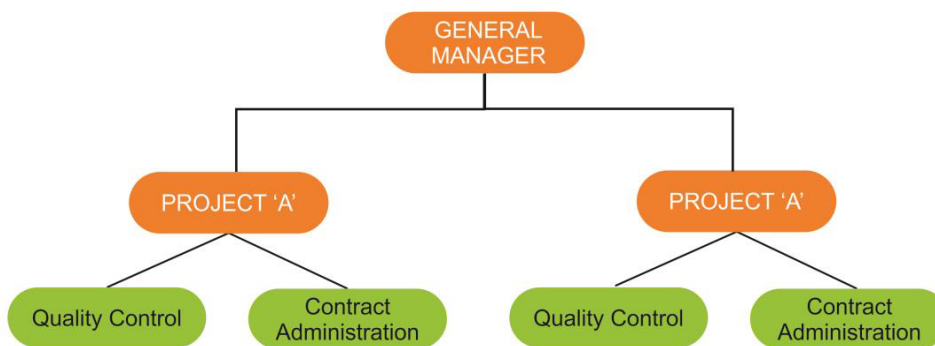 GENERAL
MANAGER
PROJECT ‘A’
PROJECT ‘A’
Quality Control
Contract
Administration
Quality Control
Contract
Administration